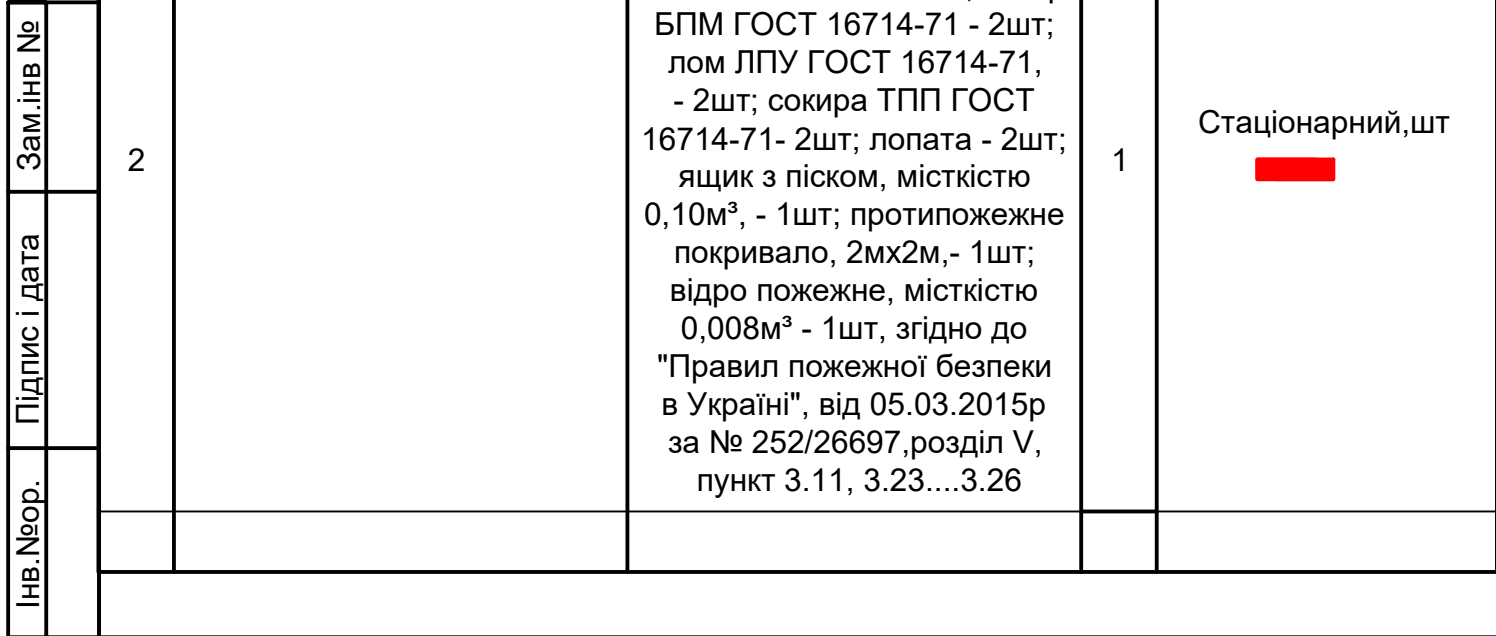 Зам.інв №
Підпис і дата
Інв.№ор.
2
БПМ ГОСТ 16714-71 - 2шт;
лом ЛПУ ГОСТ 16714-71,
- 2шт; сокира ТПП ГОСТ
16714-71- 2шт; лопата - 2шт;
ящик з піском, місткістю
0,10м³, - 1шт; протипожежне
покривало, 2мх2м,- 1шт;
відро пожежне, місткістю
0,008м³ - 1шт, згідно до
"Правил пожежної безпеки
в Україні", від 05.03.2015р
за № 252/26697,розділ V,
пункт 3.11, 3.23....3.26
1
Стаціонарний,шт